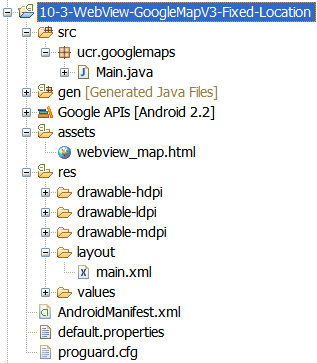 10-3-WebView-GoogleMapV3-Fixed-Location
src
ucr.googlemaps
Main.java
gen [Generated Java Files]
Google APIs [Android 2.2]
assets
webview_map.html
res
drawable-hdpi
drawable-ldpi
drawable-mdpi
layout
main.xml
values
AndroidManifest.xml
default.properties
proguard.cfg